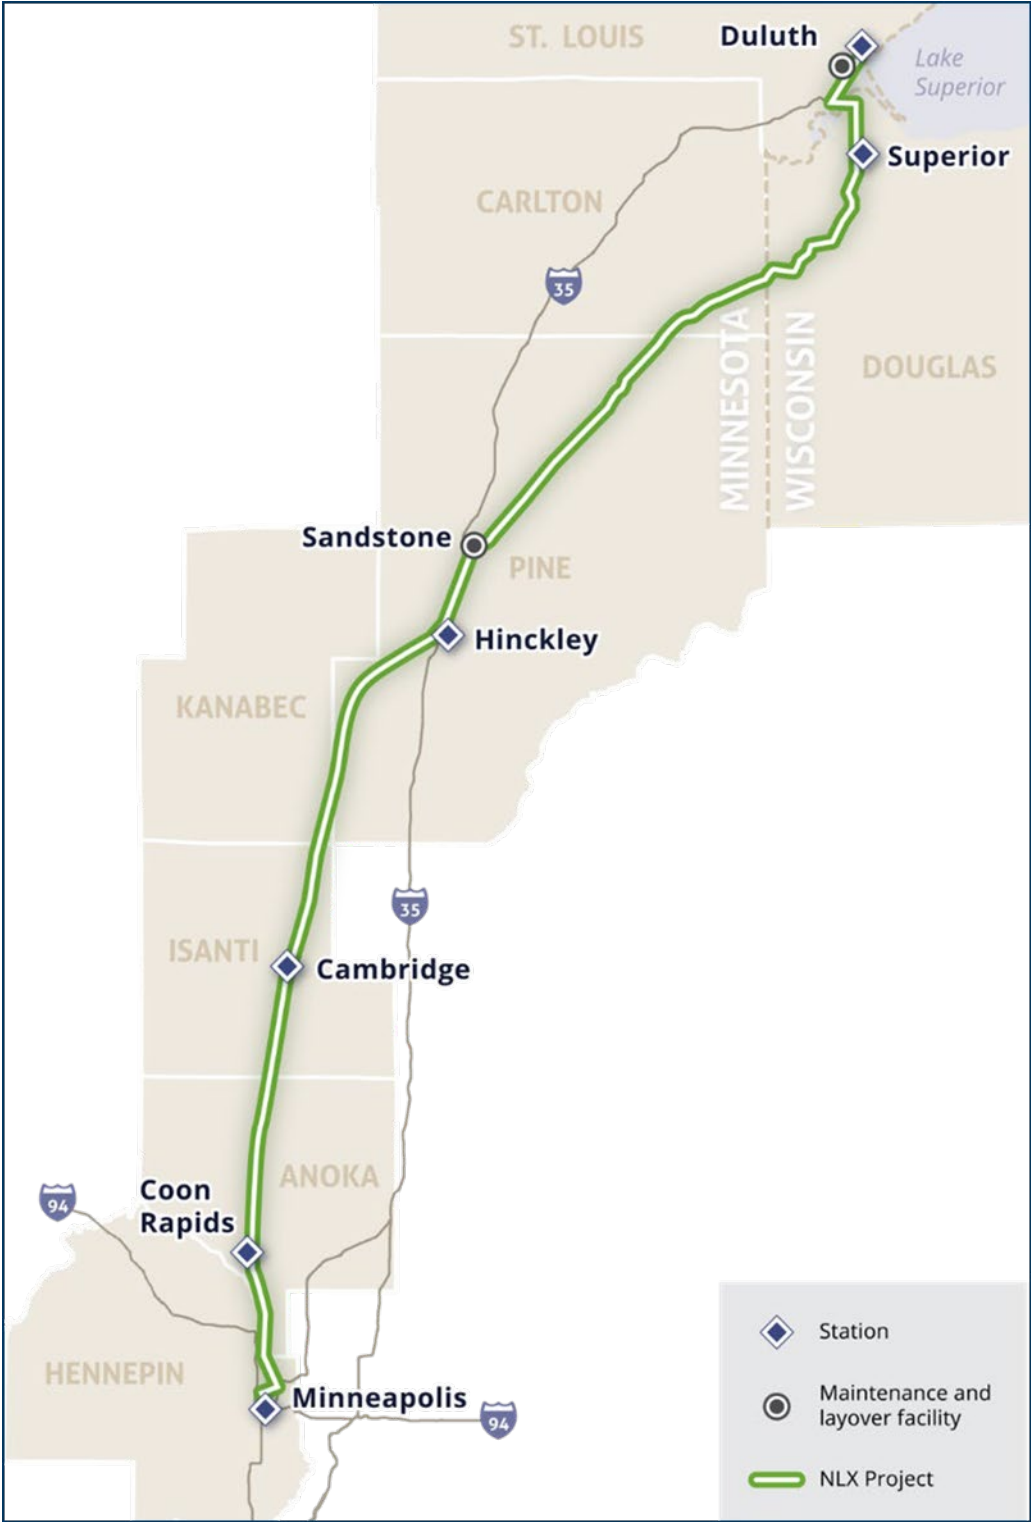 ST. LOUIS
Duluth
Lake
Superior
Superior
CARLTON
35
MINNESOTA
WISCONSIN
DOUGLAS
Sandstone
PINE
Hinckley
KANABEC
35
ISANTI
Cambridge
ANOKA
Coon
Rapids
94
HENNEPIN
Minneapolis
94
Station
Maintenance and
layover facility
NLX Project